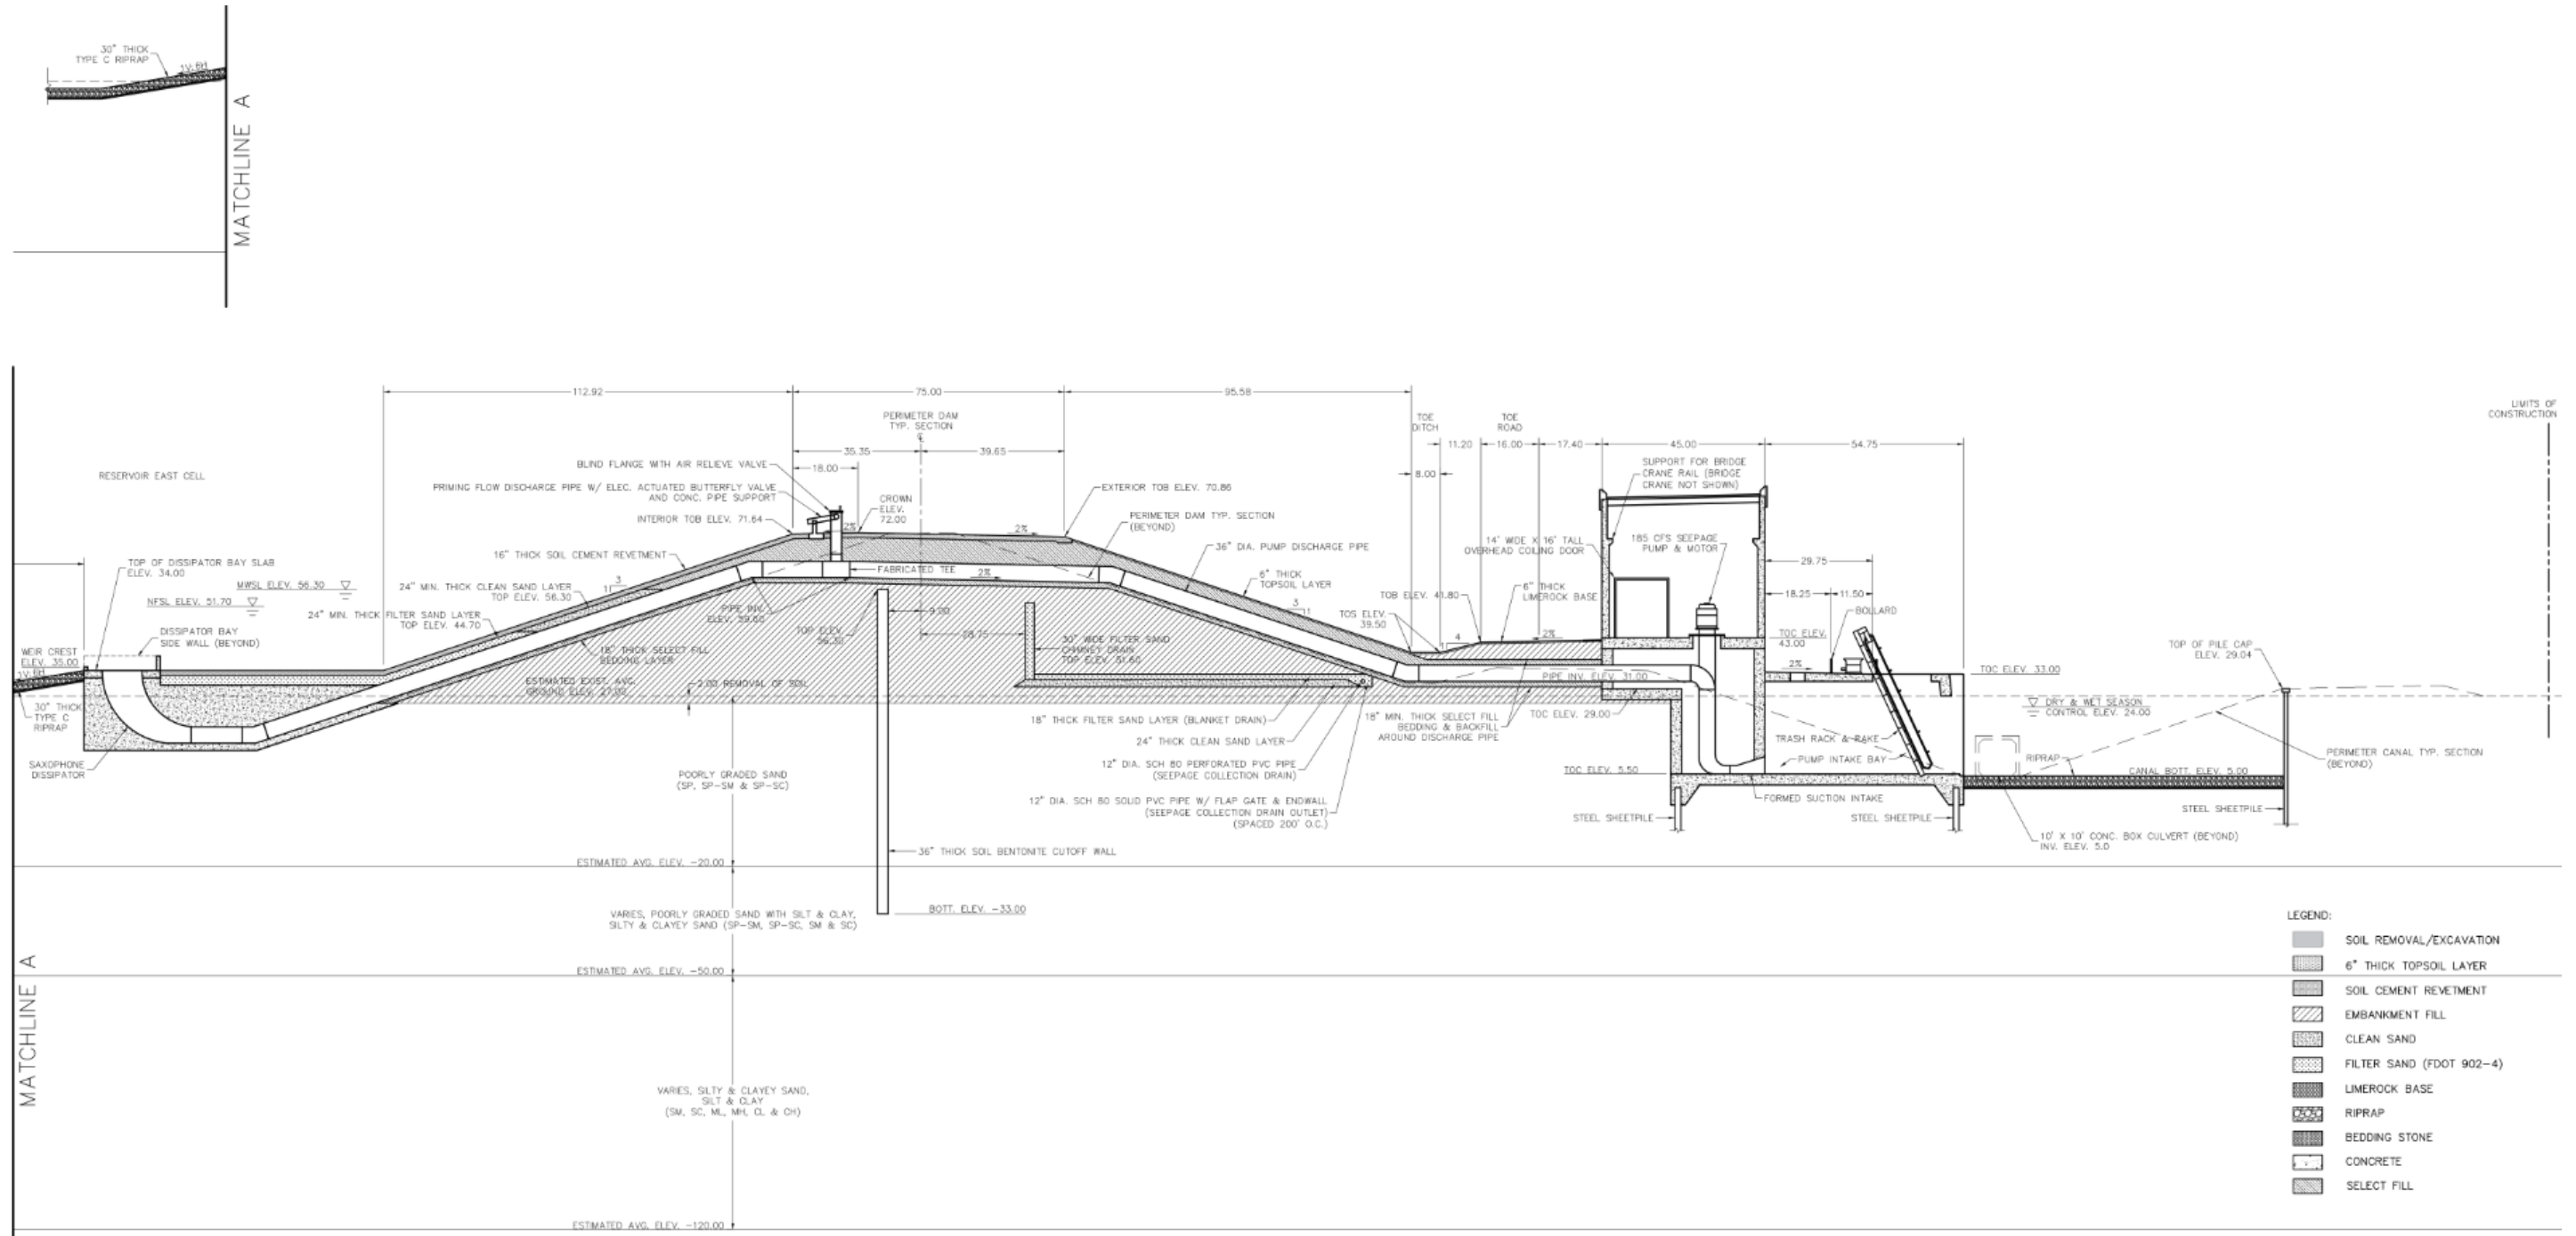 30" THICK
TYPE C RIPRAP
1V:8H
MATCHLINE A
112.92
75.00
95.58
PERIMETER DAM
TYP. SECTION
℄
35.35
39.65
18.00
TOE
DITCH
TOE
ROAD
11.20
16.00
17.40
45.00
54.75
8.00
LIMITS OF
CONSTRUCTION
RESERVOIR EAST CELL
BLIND FLANGE WITH AIR RELIEVE VALVE
PRIMING FLOW DISCHARGE PIPE W/ ELEC. ACTUATED BUTTERFLY VALVE
AND CONC. PIPE SUPPORT
INTERIOR TOB ELEV. 71.64
CROWN
ELEV.
72.00
2%
2%
EXTERIOR TOB ELEV. 70.86
PERIMETER DAM TYP. SECTION
(BEYOND)
36" DIA. PUMP DISCHARGE PIPE
6" THICK
TOPSOIL LAYER
SUPPORT FOR BRIDGE
CRANE RAIL (BRIDGE
CRANE NOT SHOWN)
14' WIDE X 16' TALL
OVERHEAD COILING DOOR
185 CFS SEEPAGE
PUMP & MOTOR
29.75
18.25
11.50
BOLLARD
16" THICK SOIL CEMENT REVETMENT
TOP OF DISSIPATOR BAY SLAB
ELEV. 34.00
MWSL ELEV. 56.30
NFSL ELEV. 51.70
24" MIN. THICK CLEAN SAND LAYER
TOP ELEV. 56.30
3
1
24" MIN. THICK FILTER SAND LAYER
TOP ELEV. 44.70
FABRICATED TEE
2%
PIPE INV.
ELEV. 59.60
TOP ELEV.
56.30
9.00
28.75
30" WIDE FILTER SAND
CHIMNEY DRAIN
TOP ELEV. 51.60
3
1
TOB ELEV. 41.80
TOS ELEV.
39.50
4
1
6" THICK
LIMEROCK BASE
2%
TOC ELEV.
43.00
DISSIPATOR BAY
SIDE WALL (BEYOND)
WEIR CREST
ELEV. 35.00
1V:8H
18" THICK SELECT FILL
BEDDING LAYER
ESTIMATED EXIST. AVG.
GROUND ELEV. 27.00
2.00 REMOVAL OF SOIL
PIPE INV. ELEV. 31.00
2%
TOC ELEV. 33.00
TOP OF PILE CAP
ELEV. 29.04
30" THICK
TYPE C
RIPRAP
SAXOPHONE
DISSIPATOR
18" THICK FILTER SAND LAYER (BLANKET DRAIN)
24" THICK CLEAN SAND LAYER
12" DIA. SCH 80 PERFORATED PVC PIPE
(SEEPAGE COLLECTION DRAIN)
12" DIA. SCH 80 SOLID PVC PIPE W/ FLAP GATE & ENDWALL
(SEEPAGE COLLECTION DRAIN OUTLET)
(SPACED 200' O.C.)
18" MIN. THICK SELECT FILL
BEDDING & BACKFILL
AROUND DISCHARGE PIPE
TOC ELEV. 29.00
TOC ELEV. 5.50
DRY & WET SEASON
CONTROL ELEV. 24.00
TRASH RACK & RAKE
PUMP INTAKE BAY
RIPRAP
PERIMETER CANAL TYP. SECTION
(BEYOND)
CANAL BOTT. ELEV. 5.00
FORMED SUCTION INTAKE
STEEL SHEETPILE
STEEL SHEETPILE
STEEL SHEETPILE
10' X 10' CONC. BOX CULVERT (BEYOND)
INV. ELEV. 5.0
POORLY GRADED SAND
(SP, SP-SM & SP-SC)
36" THICK SOIL BENTONITE CUTOFF WALL
ESTIMATED AVG. ELEV. -20.00
VARIES, POORLY GRADED SAND WITH SILT & CLAY,
SILTY & CLAYEY SAND (SP-SM, SP-SC, SM & SC)
BOTT. ELEV. -33.00
ESTIMATED AVG. ELEV. -50.00
MATCHLINE A
VARIES, SILTY & CLAYEY SAND,
SILT & CLAY
(SM, SC, ML, MH, CL & CH)
ESTIMATED AVG. ELEV. -120.00
LEGEND:
SOIL REMOVAL/EXCAVATION
6" THICK TOPSOIL LAYER
SOIL CEMENT REVETMENT
EMBANKMENT FILL
CLEAN SAND
FILTER SAND (FDOT 902-4)
LIMEROCK BASE
RIPRAP
BEDDING STONE
CONCRETE
SELECT FILL